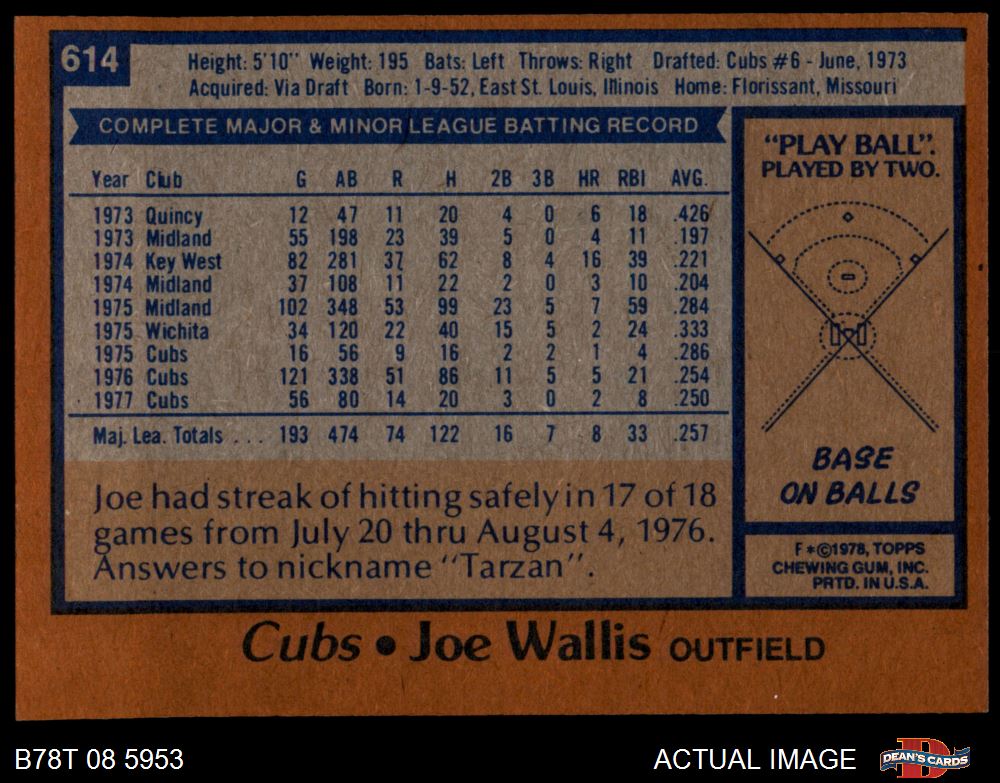 614
Height: 5'10" Weight: 195 Bats: Left Throws: Right Drafted: Cubs #6 - June, 1973
Acquired: Via Draft Born: 1-9-52, East St. Louis, Illinois Home: Florissant, Missouri
COMPLETE MAJOR & MINOR LEAGUE BATTING RECORD
Year Club G AB R H 2B 3B HR RBI AVG.
1973 Quincy 12 47 11 20 4 0 6 18 .426
1973 Midland 55 198 23 39 5 0 4 11 .197
1974 Key West 82 281 37 62 8 4 16 39 .221
1974 Midland 37 108 11 22 2 0 3 10 .204
1975 Midland 102 348 53 99 23 5 7 59 .284
1975 Wichita 34 120 22 40 15 5 2 24 .333
1975 Cubs 16 56 9 16 2 2 1 4 .286
1976 Cubs 121 338 51 86 11 5 5 21 .254
1977 Cubs 56 80 14 20 3 0 2 8 .250
Maj. Lea. Totals . . . 193 474 74 122 16 7 8 33 .257
Joe had streak of hitting safely in 17 of 18
games from July 20 thru August 4, 1976.
Answers to nickname "Tarzan".
"PLAY BALL".
PLAYED BY TWO.
BASE
ON BALLS
F*©1978, TOPPS
CHEWING GUM, INC.
PRTD. IN U.S.A.
Cubs • Joe Wallis OUTFIELD
B78T 08 5953
ACTUAL IMAGE
D
DEAN'S CARDS